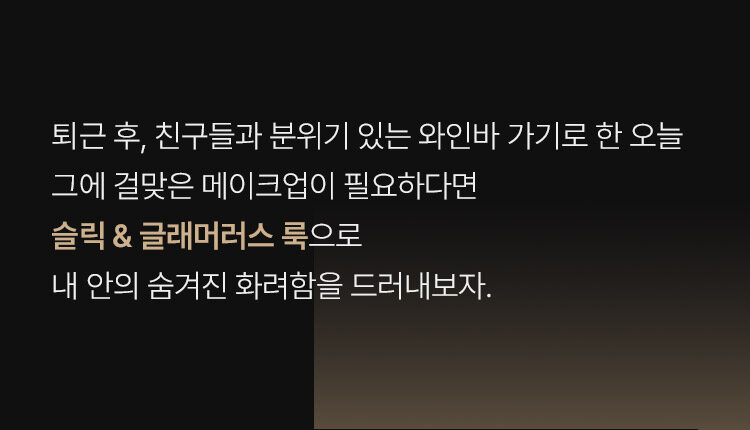 퇴근 후, 친구들과 분위기 있는 와인바 가기로 한 오늘
그에 걸맞은 메이크업이 필요하다면
슬릭 & 글래머러스 룩으로
내 안의 숨겨진 화려함을 드러내보자.